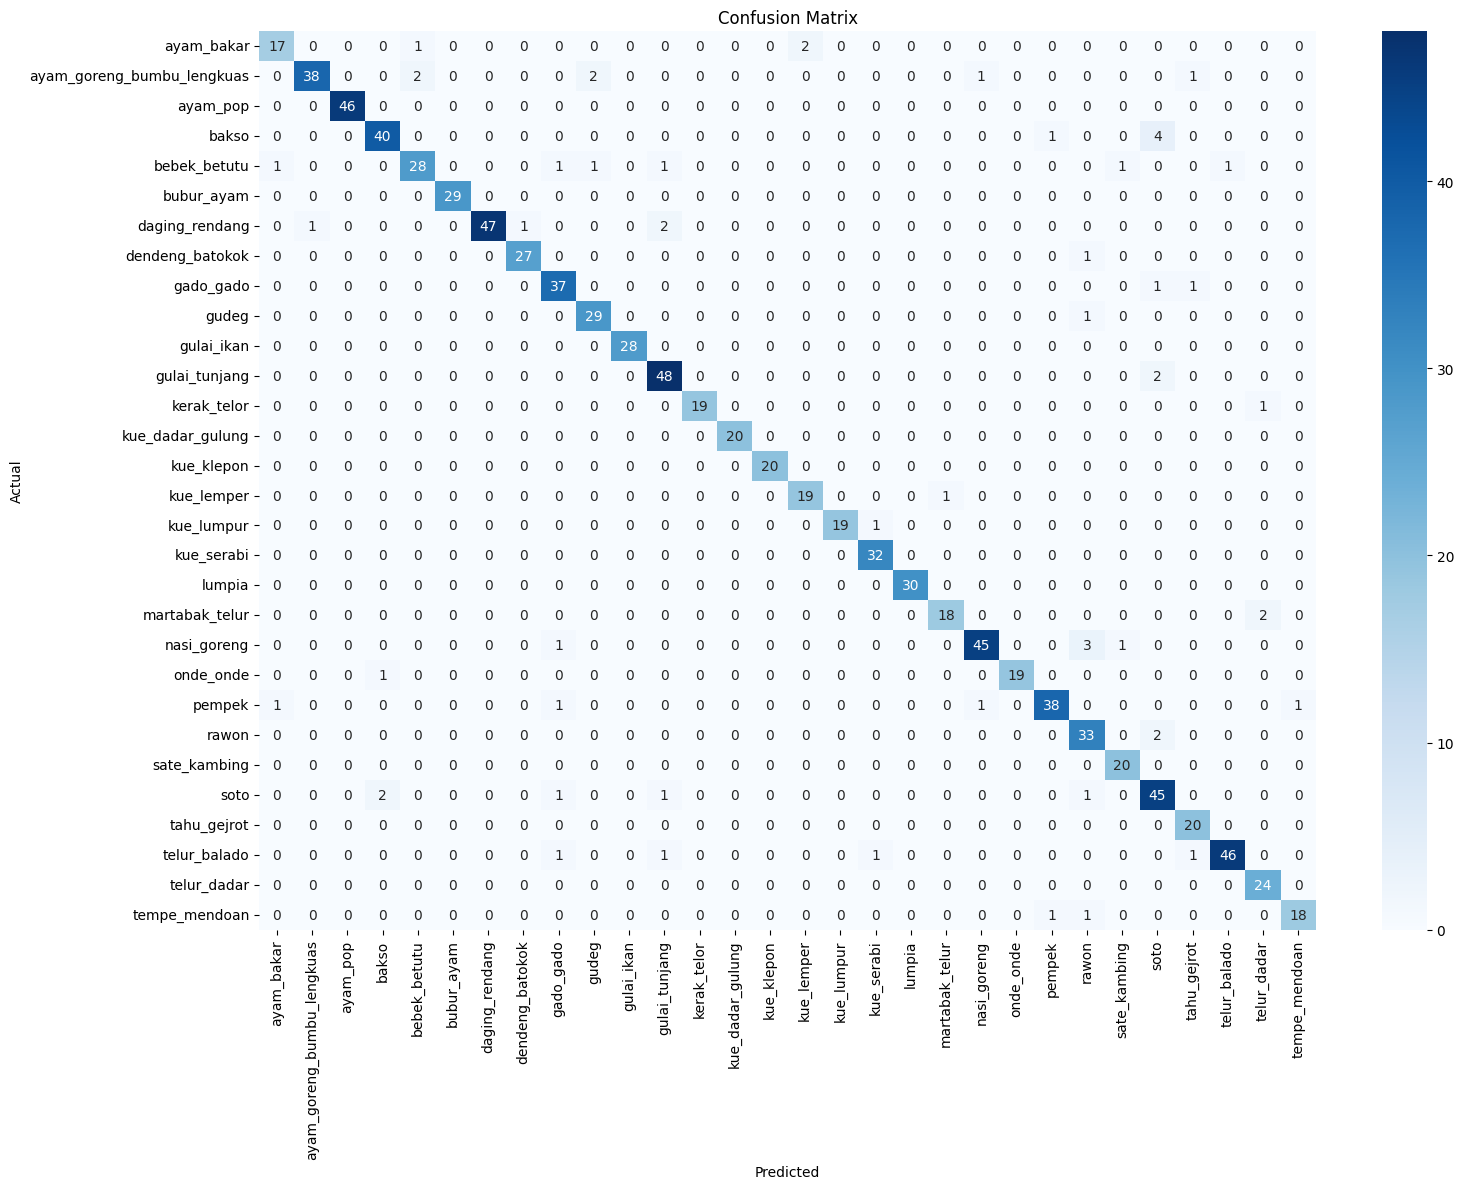 Confusion Matrix
ayam_bakar 17 0 0 0 1 0 0 0 0 0 0 0 0 0 0 2 0 0 0 0 0 0 0 0 0 0 0 0 0 0
ayam_goreng_bumbu_lengkuas 0 38 0 0 2 0 0 0 0 2 0 0 0 0 0 0 0 0 0 0 1 0 0 0 0 0 1 0 0 0
ayam_pop 0 0 46 0 0 0 0 0 0 0 0 0 0 0 0 0 0 0 0 0 0 0 0 0 0 0 0 0 0 0
bakso 0 0 0 40 0 0 0 0 0 0 0 0 0 0 0 0 0 0 0 0 0 0 1 0 0 4 0 0 0 0
bebek_betutu 1 0 0 0 28 0 0 0 1 1 0 1 0 0 0 0 0 0 0 0 0 0 0 0 1 0 0 1 0 0
bubur_ayam 0 0 0 0 0 29 0 0 0 0 0 0 0 0 0 0 0 0 0 0 0 0 0 0 0 0 0 0 0 0
daging_rendang 0 1 0 0 0 0 47 1 0 0 0 2 0 0 0 0 0 0 0 0 0 0 0 0 0 0 0 0 0 0
dendeng_batokok 0 0 0 0 0 0 0 27 0 0 0 0 0 0 0 0 0 0 0 0 0 0 0 1 0 0 0 0 0 0
gado_gado 0 0 0 0 0 0 0 0 37 0 0 0 0 0 0 0 0 0 0 0 0 0 0 0 0 1 1 0 0 0
gudeg 0 0 0 0 0 0 0 0 0 29 0 0 0 0 0 0 0 0 0 0 0 0 0 1 0 0 0 0 0 0
gulai_ikan 0 0 0 0 0 0 0 0 0 0 28 0 0 0 0 0 0 0 0 0 0 0 0 0 0 0 0 0 0 0
gulai_tunjang 0 0 0 0 0 0 0 0 0 0 0 48 0 0 0 0 0 0 0 0 0 0 0 0 0 2 0 0 0 0
kerak_telor 0 0 0 0 0 0 0 0 0 0 0 0 19 0 0 0 0 0 0 0 0 0 0 0 0 0 0 0 1 0
kue_dadar_gulung 0 0 0 0 0 0 0 0 0 0 0 0 0 20 0 0 0 0 0 0 0 0 0 0 0 0 0 0 0 0
kue_klepon 0 0 0 0 0 0 0 0 0 0 0 0 0 0 20 0 0 0 0 0 0 0 0 0 0 0 0 0 0 0
kue_lemper 0 0 0 0 0 0 0 0 0 0 0 0 0 0 0 19 0 0 0 1 0 0 0 0 0 0 0 0 0 0
kue_lumpur 0 0 0 0 0 0 0 0 0 0 0 0 0 0 0 0 19 1 0 0 0 0 0 0 0 0 0 0 0 0
kue_serabi 0 0 0 0 0 0 0 0 0 0 0 0 0 0 0 0 0 32 0 0 0 0 0 0 0 0 0 0 0 0
lumpia 0 0 0 0 0 0 0 0 0 0 0 0 0 0 0 0 0 0 30 0 0 0 0 0 0 0 0 0 0 0
martabak_telur 0 0 0 0 0 0 0 0 0 0 0 0 0 0 0 0 0 0 0 18 0 0 0 0 0 0 0 0 2 0
nasi_goreng 0 0 0 0 0 0 0 0 1 0 0 0 0 0 0 0 0 0 0 0 45 0 0 3 1 0 0 0 0 0
onde_onde 0 0 0 1 0 0 0 0 0 0 0 0 0 0 0 0 0 0 0 0 0 19 0 0 0 0 0 0 0 0
pempek 1 0 0 0 0 0 0 0 1 0 0 0 0 0 0 0 0 0 0 0 1 0 38 0 0 0 0 0 0 1
rawon 0 0 0 0 0 0 0 0 0 0 0 0 0 0 0 0 0 0 0 0 0 0 0 33 0 2 0 0 0 0
sate_kambing 0 0 0 0 0 0 0 0 0 0 0 0 0 0 0 0 0 0 0 0 0 0 0 0 20 0 0 0 0 0
soto 0 0 0 2 0 0 0 0 1 0 0 1 0 0 0 0 0 0 0 0 0 0 0 1 0 45 0 0 0 0
tahu_gejrot 0 0 0 0 0 0 0 0 0 0 0 0 0 0 0 0 0 0 0 0 0 0 0 0 0 0 20 0 0 0
telur_balado 0 0 0 0 0 0 0 0 1 0 0 1 0 0 0 0 0 1 0 0 0 0 0 0 0 0 1 46 0 0
telur_dadar 0 0 0 0 0 0 0 0 0 0 0 0 0 0 0 0 0 0 0 0 0 0 0 0 0 0 0 0 24 0
tempe_mendoan 0 0 0 0 0 0 0 0 0 0 0 0 0 0 0 0 0 0 0 0 0 0 1 1 0 0 0 0 0 18
Actual
ayam_bakar
ayam_goreng_bumbu_lengkuas
ayam_pop
bakso
bebek_betutu
bubur_ayam
daging_rendang
dendeng_batokok
gado_gado
gudeg
gulai_ikan
gulai_tunjang
kerak_telor
kue_dadar_gulung
kue_klepon
kue_lemper
kue_lumpur
kue_serabi
lumpia
martabak_telur
nasi_goreng
onde_onde
pempek
rawon
sate_kambing
soto
tahu_gejrot
telur_balado
telur_dadar
tempe_mendoan
Predicted
40
30
20
10
0